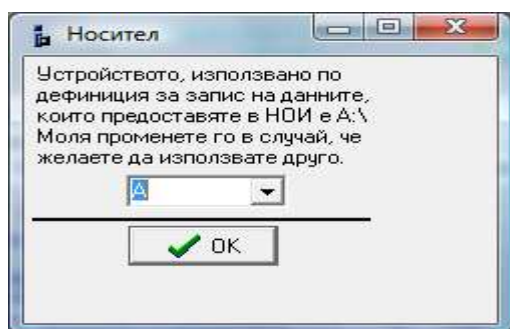 Носител
Устройството, използвано по
дефиниция за запис на данните,
които предоставяте в НОИ е A:\
Моля променете го в случай, че
желаете да използвате друго.
A
OK